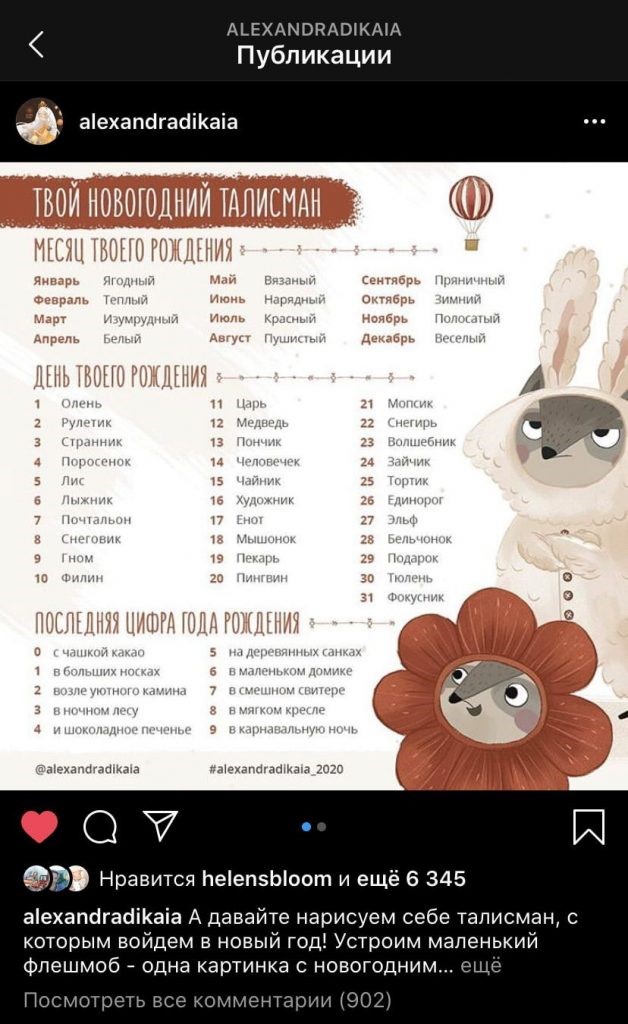 ALEXANDRADIKAIA
Публикации
alexandradikaia
ТВОЙ НОВОГОДНИЙ ТАЛИСМАН
МЕСЯЦ ТВОЕГО РОЖДЕНИЯ
Январь Ягодный Май Вязаный Сентябрь Пряничный
Февраль Теплый Июнь Нарядный Октябрь Зимний
Март Изумрудный Июль Красный Ноябрь Полосатый
Апрель Белый Август Пушистый Декабрь Веселый
ДЕНЬ ТВОЕГО РОЖДЕНИЯ
1 Олень 11 Царь 21 Мопсик
2 Рулетик 12 Медведь 22 Снегирь
3 Странник 13 Пончик 23 Волшебник
4 Поросенок 14 Человечек 24 Зайчик
5 Лис 15 Чайник 25 Тортик
6 Лыжник 16 Художник 26 Единорог
7 Почтальон 17 Енот 27 Эльф
8 Снеговик 18 Мышонок 28 Бельчонок
9 Гном 19 Пекарь 29 Подарок
10 Филин 20 Пингвин 30 Тюлень
31 Фокусник
ПОСЛЕДНЯЯ ЦИФРА ГОДА РОЖДЕНИЯ
0 с чашкой какао 5 на деревянных санках
1 в больших носках 6 в маленьком домике
2 возле уютного камина 7 в смешном свитере
3 в ночном лесу 8 в мягком кресле
4 и шоколадное печенье 9 в карнавальную ночь
@alexandradikaia #alexandradikaia_2020
Нравится helensbloom и ещё 6 345
alexandradikaia А давайте нарисуем себе талисман, с
которым войдем в новый год! Устроим маленький
флешмоб - одна картинка с новогодним... ещё
Посмотреть все комментарии (902)